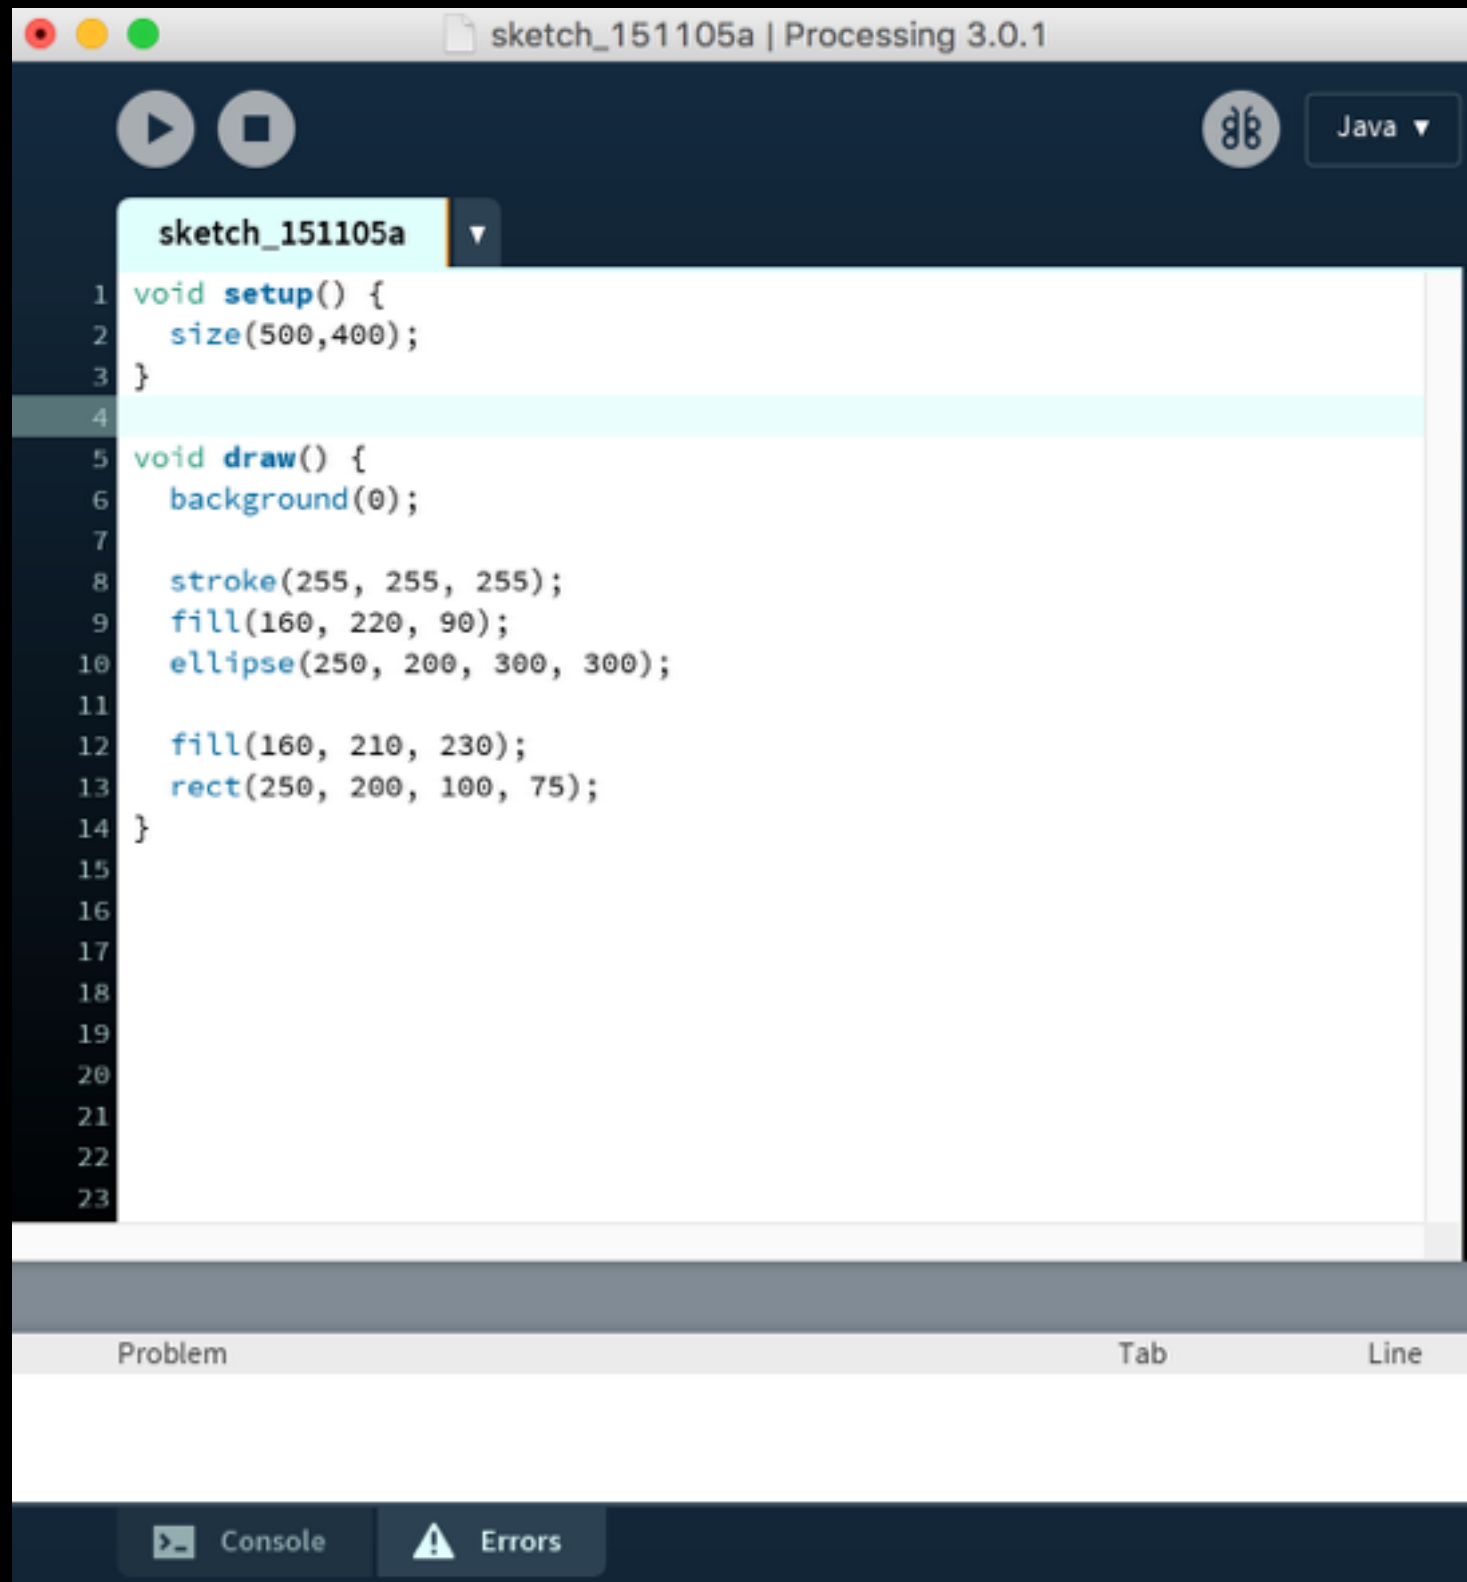 sketch_151105a | Processing 3.0.1
Java ▼
sketch_151105a ▼
1 void setup() {
2   size(500,400);
3 }
4
5 void draw() {
6   background(0);
7
8   stroke(255, 255, 255);
9   fill(160, 220, 90);
10   ellipse(250, 200, 300, 300);
11
12   fill(160, 210, 230);
13   rect(250, 200, 100, 75);
14 }
15
16
17
18
19
20
21
22
23
Problem Tab Line
>_ Console Errors